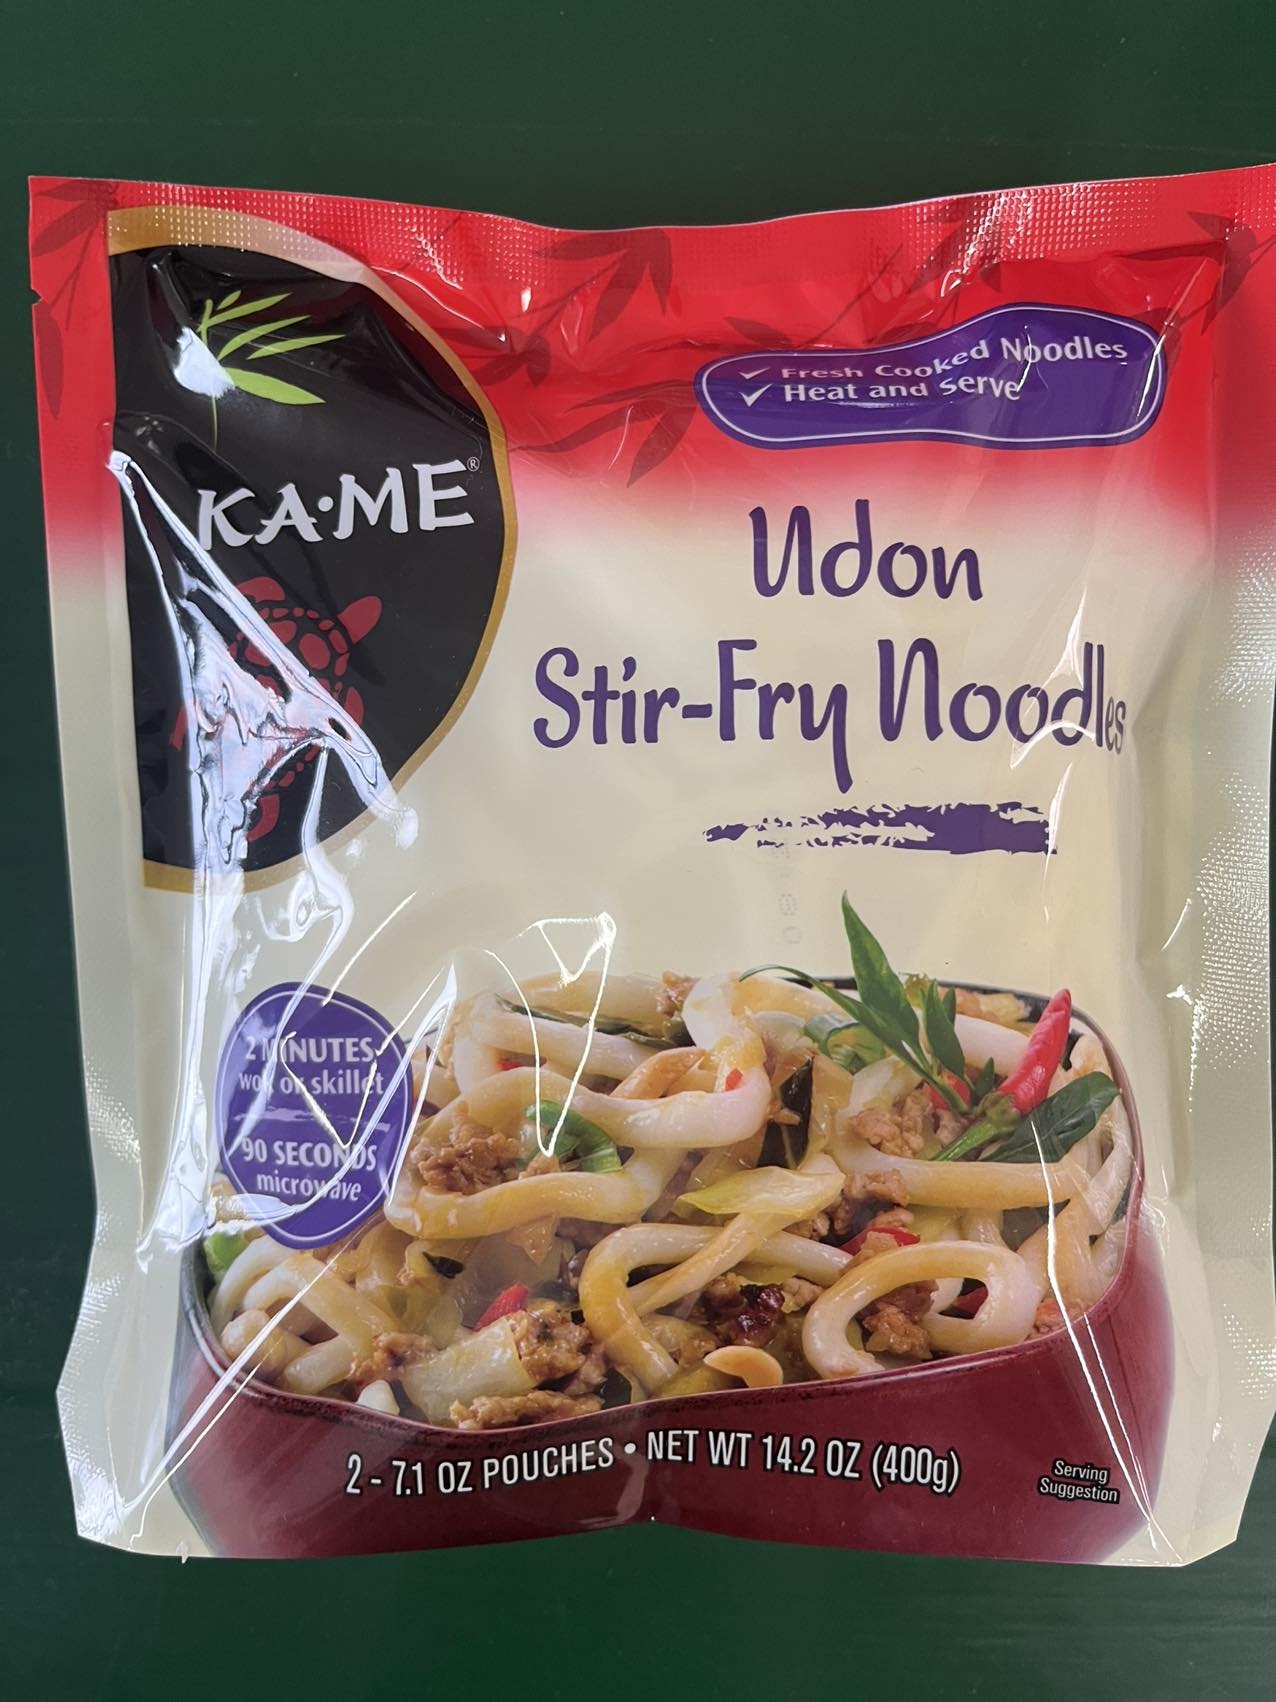 KA·ME®
✓ Fresh Cooked Noodles
✓ Heat and Serve
Udon
Stir-Fry Noodles
2 MINUTES
wok or skillet
90 SECONDS
microwave
2 - 7.1 OZ POUCHES • NET WT 14.2 OZ (400g)
Serving
Suggestion